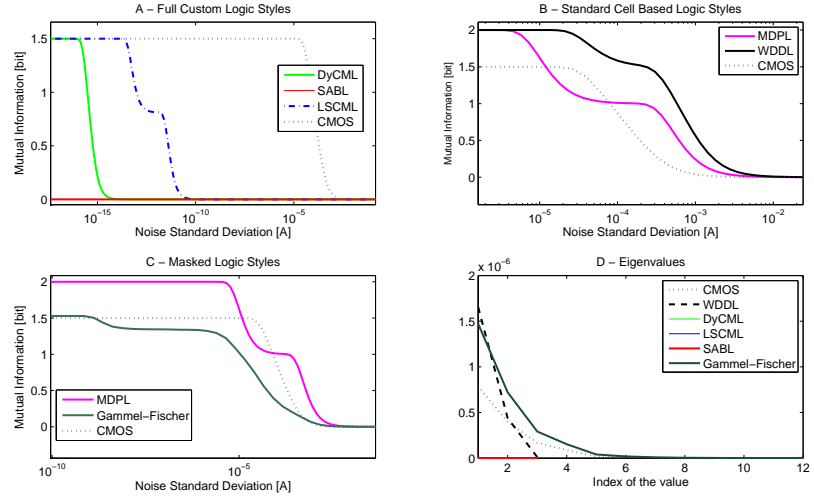 A − Full Custom Logic Styles
Mutual Information [bit]
1.5
1
0.5
0
DyCML
SABL
LSCML
CMOS
10−15
10−10
10−5
Noise Standard Deviation [A]
B − Standard Cell Based Logic Styles
Mutual Information [bit]
2
1.5
1
0.5
0
MDPL
WDDL
CMOS
10−5
10−4
10−3
10−2
Noise Standard Deviation [A]
C − Masked Logic Styles
Mutual Information [bit]
2
1.5
1
0.5
0
MDPL
Gammel−Fischer
CMOS
10−10
10−5
Noise Standard Deviation [A]
D − Eigenvalues
x 10−6
Mutual Information [bit]
2
1.5
1
0.5
0
CMOS
WDDL
DyCML
LSCML
SABL
Gammel−Fischer
2
4
6
8
10
12
Index of the value